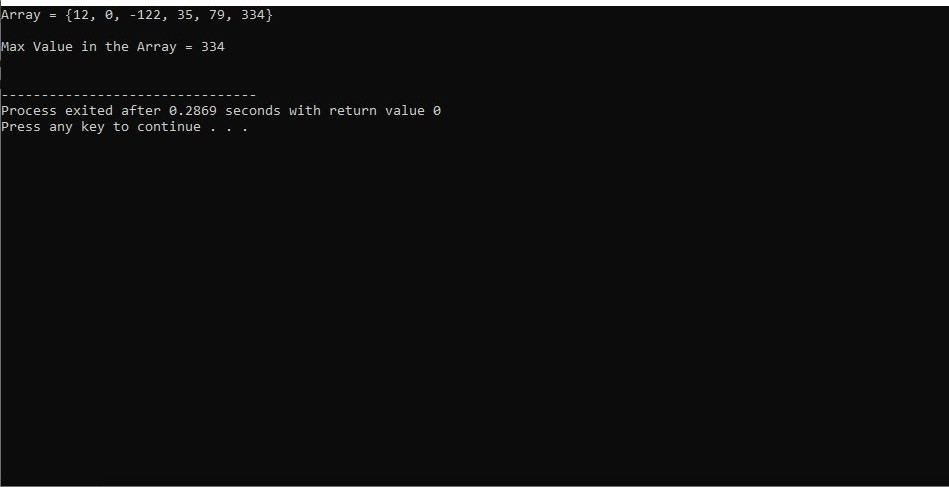 Array = {12, 0, -122, 35, 79, 334}
Max Value in the Array = 334
--------------------------------
Process exited after 0.2869 seconds with return value 0
Press any key to continue . . .